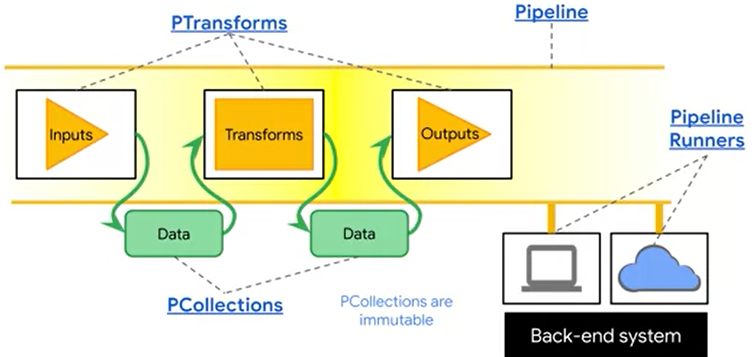 PTransforms
Pipeline
Inputs
Transforms
Outputs
Pipeline
Runners
Data
Data
PCollections
PCollections are
immutable
Back-end system